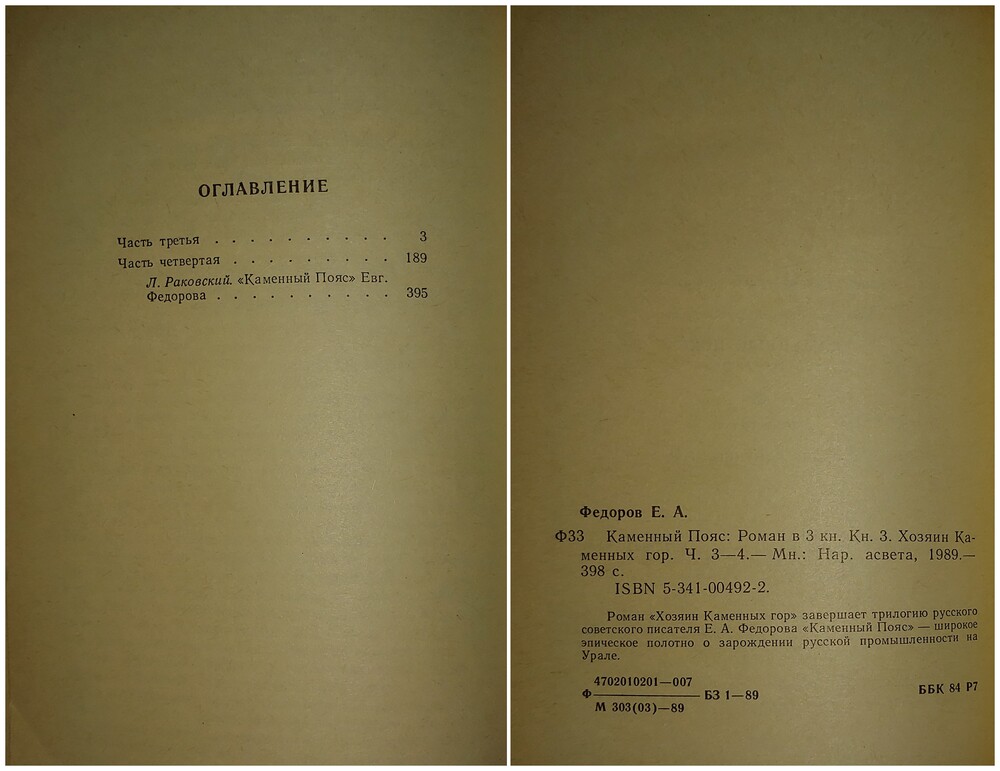 ОГЛАВЛЕНИЕ
Часть третья . . . . . . . . . . 3
Часть четвертая . . . . . . . . . 189
Л. Раковский. «Каменный Пояс» Евг.
Федорова . . . . . . . . . . 395
Федоров Е. А.
Ф33 Каменный Пояс: Роман в 3 кн. Кн. 3. Хозяин Ка-
менных гор. Ч. 3—4.— Мн.: Нар. асвета, 1989.—
398 с.
ISBN 5-341-00492-2.
Роман «Хозяин Каменных гор» завершает трилогию русского
советского писателя Е. А. Федорова «Каменный Пояс» — широкое
эпическое полотно о зарождении русской промышленности на
Урале.
4702010201—007
Ф БЗ 1—89
М 303(03)—89
ББК 84 Р7